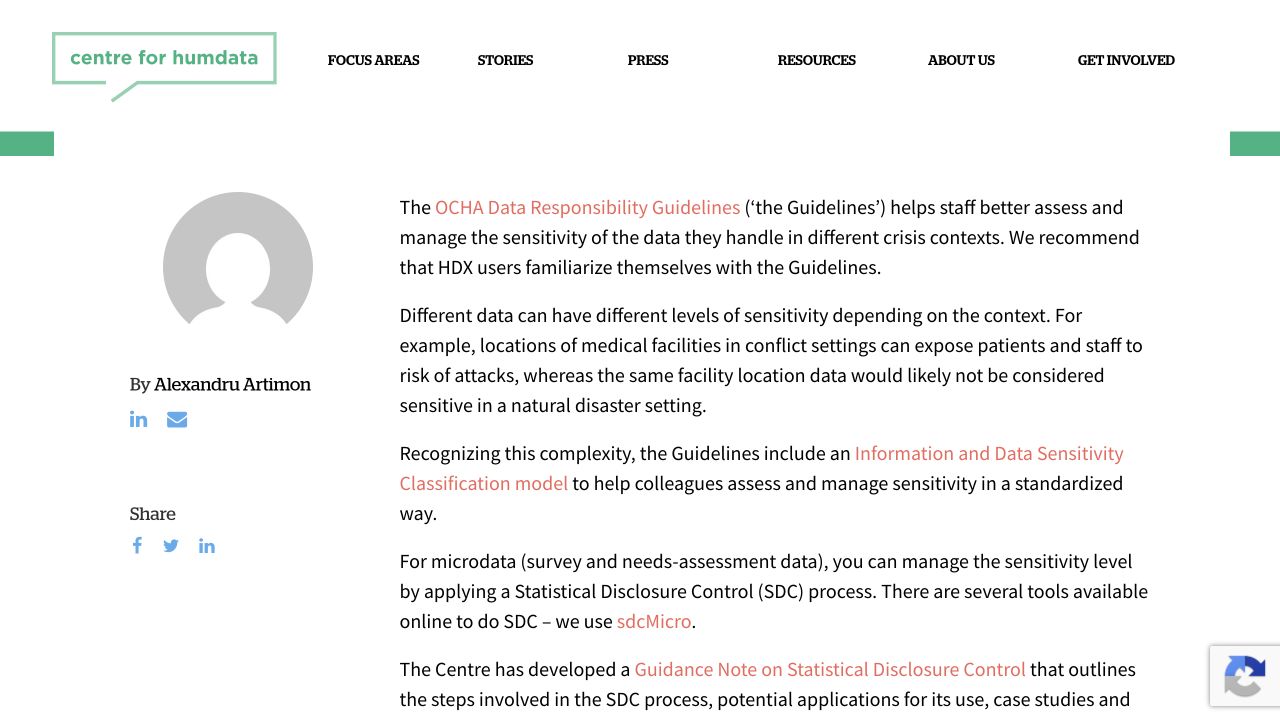 centre for humdata
FOCUS AREAS
STORIES
PRESS
RESOURCES
ABOUT US
GET INVOLVED
By Alexandru Artimon
Share
The OCHA Data Responsibility Guidelines (‘the Guidelines’) helps staff better assess and
manage the sensitivity of the data they handle in different crisis contexts. We recommend
that HDX users familiarize themselves with the Guidelines.
Different data can have different levels of sensitivity depending on the context. For
example, locations of medical facilities in conflict settings can expose patients and staff to
risk of attacks, whereas the same facility location data would likely not be considered
sensitive in a natural disaster setting.
Recognizing this complexity, the Guidelines include an Information and Data Sensitivity
Classification model to help colleagues assess and manage sensitivity in a standardized
way.
For microdata (survey and needs-assessment data), you can manage the sensitivity level
by applying a Statistical Disclosure Control (SDC) process. There are several tools available
online to do SDC – we use sdcMicro.
The Centre has developed a Guidance Note on Statistical Disclosure Control that outlines
the steps involved in the SDC process, potential applications for its use, case studies and